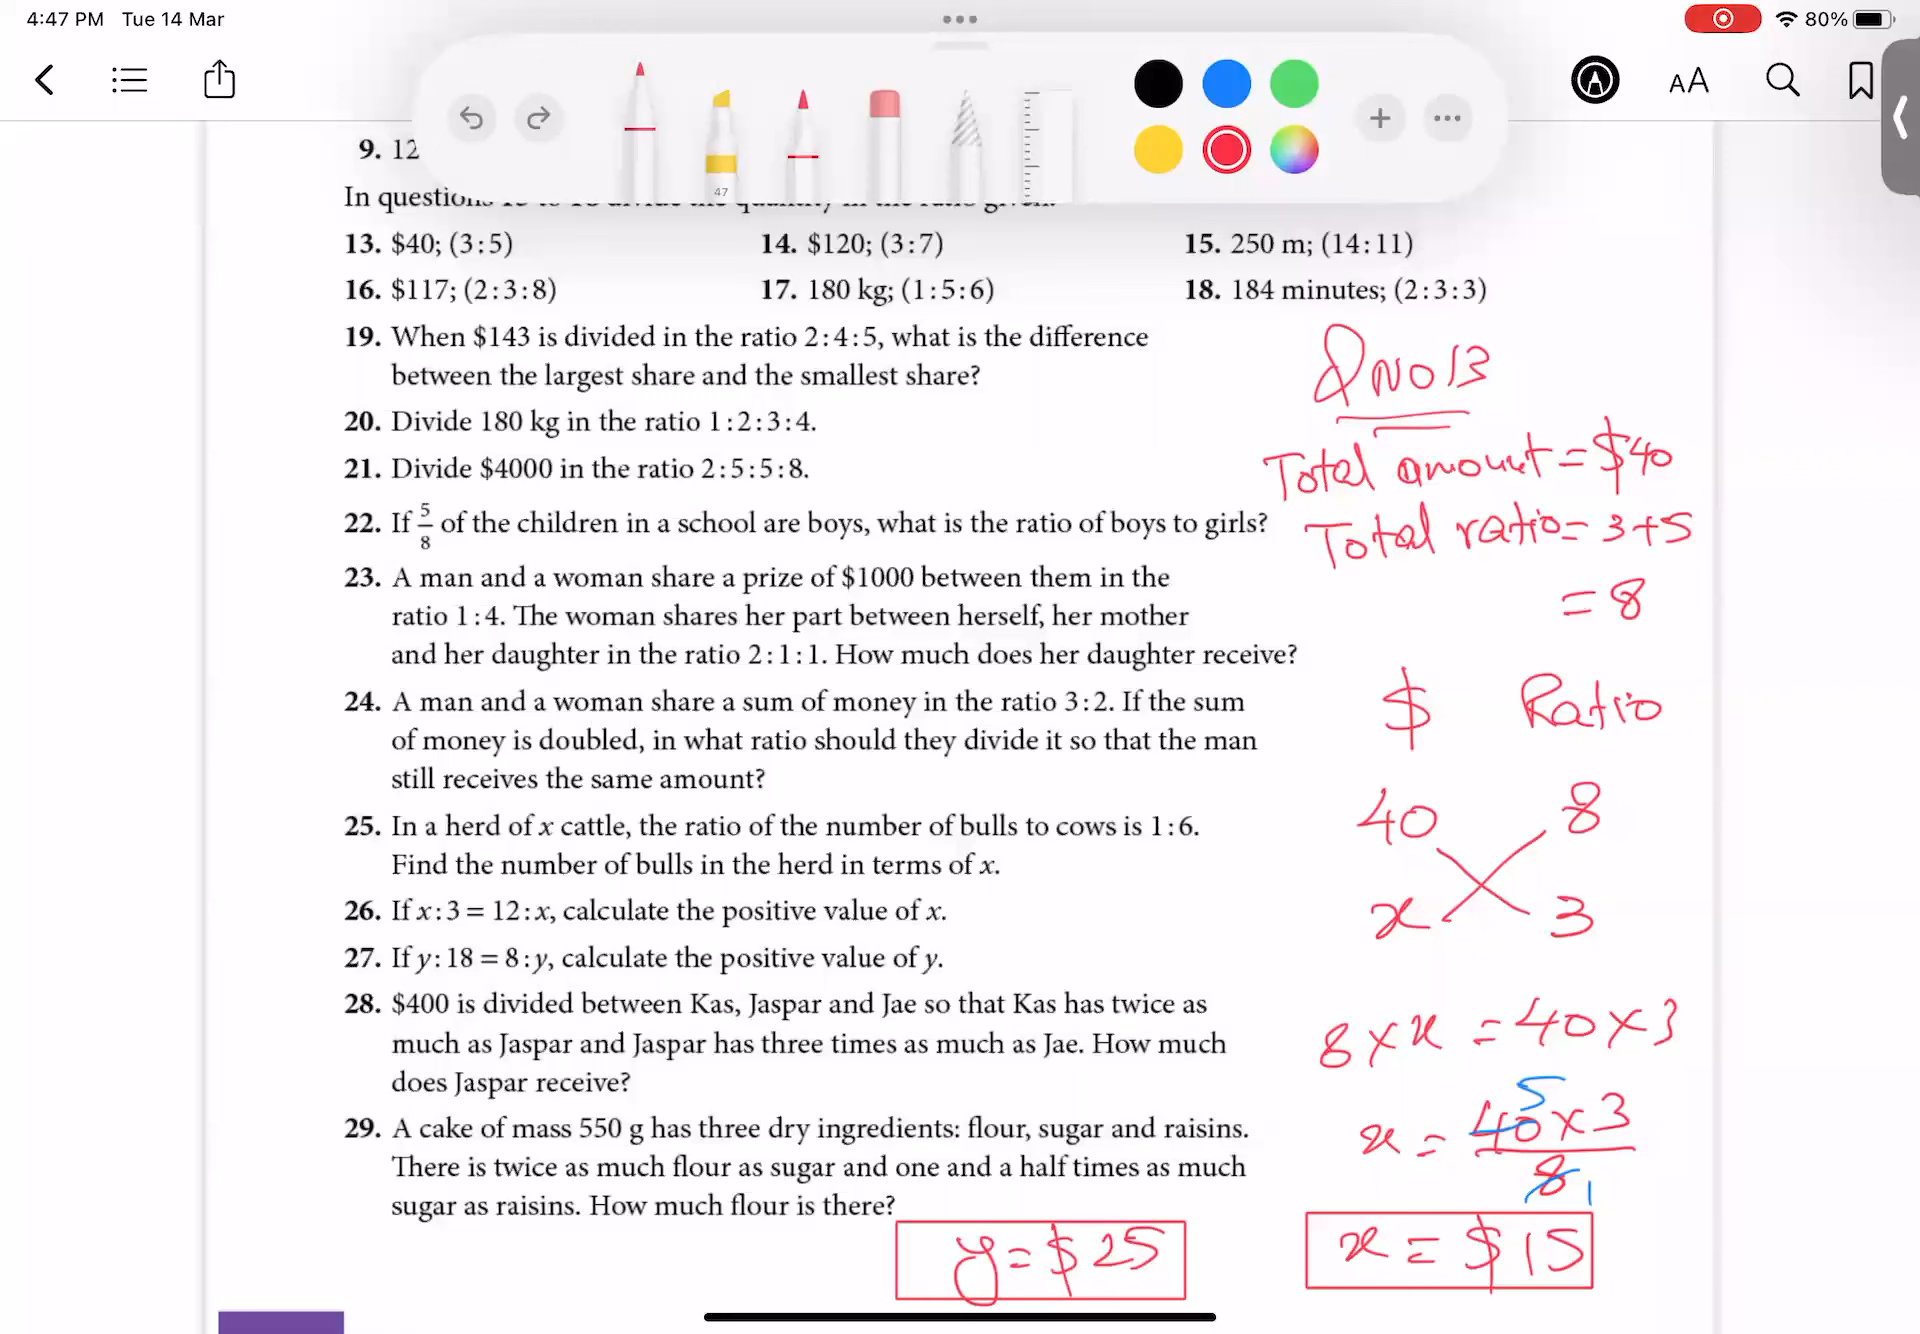 4:47 PM Tue 14 Mar
80%
47
9. 12
In questions
13. $40; (3:5)
14. $120; (3:7)
15. 250 m; (14:11)
16. $117; (2:3:8)
17. 180 kg; (1:5:6)
18. 184 minutes; (2:3:3)
19. When $143 is divided in the ratio 2:4:5, what is the difference
between the largest share and the smallest share?
20. Divide 180 kg in the ratio 1:2:3:4.
21. Divide $4000 in the ratio 2:5:5:8.
22. If 5/8 of the children in a school are boys, what is the ratio of boys to girls?
23. A man and a woman share a prize of $1000 between them in the
ratio 1:4. The woman shares her part between herself, her mother
and her daughter in the ratio 2:1:1. How much does her daughter receive?
24. A man and a woman share a sum of money in the ratio 3:2. If the sum
of money is doubled, in what ratio should they divide it so that the man
still receives the same amount?
25. In a herd of x cattle, the ratio of the number of bulls to cows is 1:6.
Find the number of bulls in the herd in terms of x.
26. If x:3 = 12:x, calculate the positive value of x.
27. If y:18 = 8:y, calculate the positive value of y.
28. $400 is divided between Kas, Jaspar and Jae so that Kas has twice as
much as Jaspar and Jaspar has three times as much as Jae. How much
does Jaspar receive?
29. A cake of mass 550 g has three dry ingredients: flour, sugar and raisins.
There is twice as much flour as sugar and one and a half times as much
sugar as raisins. How much flour is there?
y = $25
QNO13
Total amount = $40
Total ratio = 3+5
= 8
$ Ratio
40 8
x 3
8 × x = 40 × 3
5
x = 40 × 3
8 1
x = $15